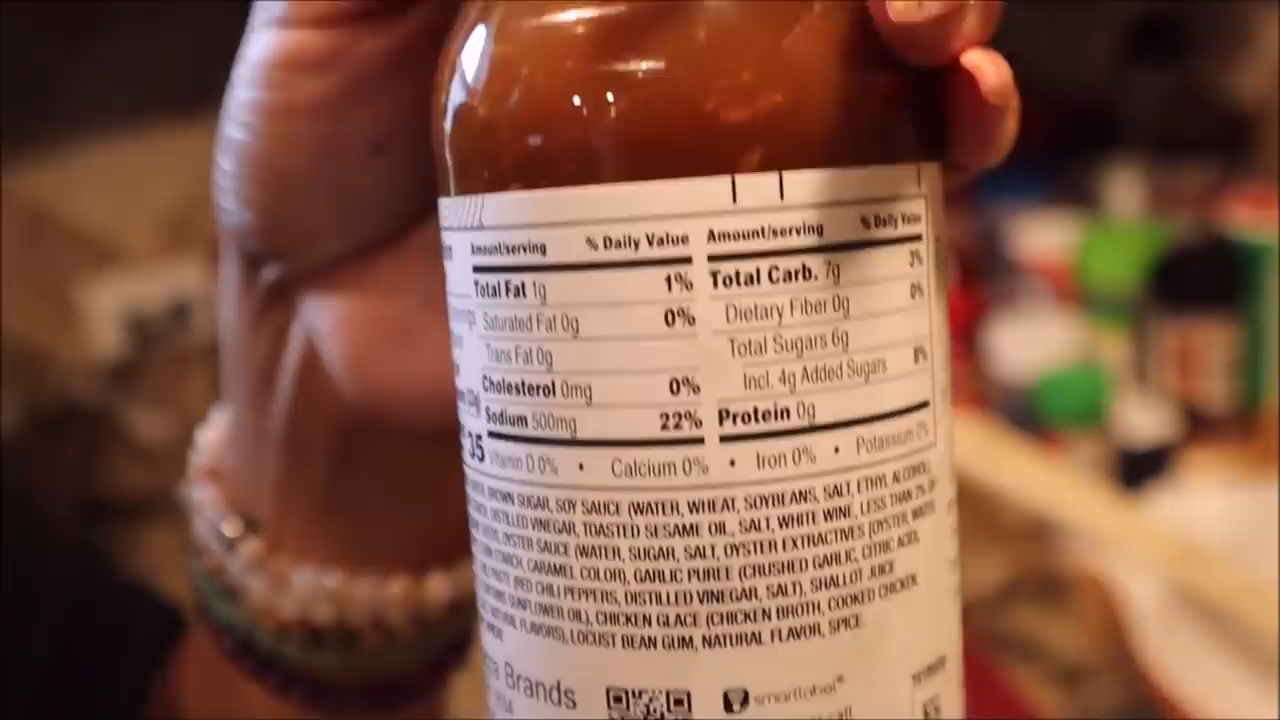 Amount/serving % Daily Value
Total Fat 1g 1%
Saturated Fat 0g 0%
Trans Fat 0g
Cholesterol 0mg 0%
Sodium 500mg 22%
Amount/serving % Daily Value
Total Carb. 7g 3%
Dietary Fiber 0g 0%
Total Sugars 6g
Incl. 4g Added Sugars 8%
Protein 0g
35
Vitamin D 0% • Calcium 0% • Iron 0% • Potassium 0%
BROWN SUGAR, SOY SAUCE (WATER, WHEAT, SOYBEANS, SALT, ETHYL ALCOHOL),
DISTILLED VINEGAR, TOASTED SESAME OIL, SALT, WHITE WINE, LESS THAN 2% OF
OYSTER SAUCE (WATER, SUGAR, SALT, OYSTER EXTRACTIVES [OYSTER, WATER,
STARCH, CARAMEL COLOR), GARLIC PUREE (CRUSHED GARLIC, CITRIC ACID,
PASTE (RED CHILI PEPPERS, DISTILLED VINEGAR, SALT), SHALLOT JUICE
SUNFLOWER OIL), CHICKEN GLACE (CHICKEN BROTH, COOKED CHICKEN,
NATURAL FLAVORS), LOCUST BEAN GUM, NATURAL FLAVOR, SPICE
Brands
smartlabel